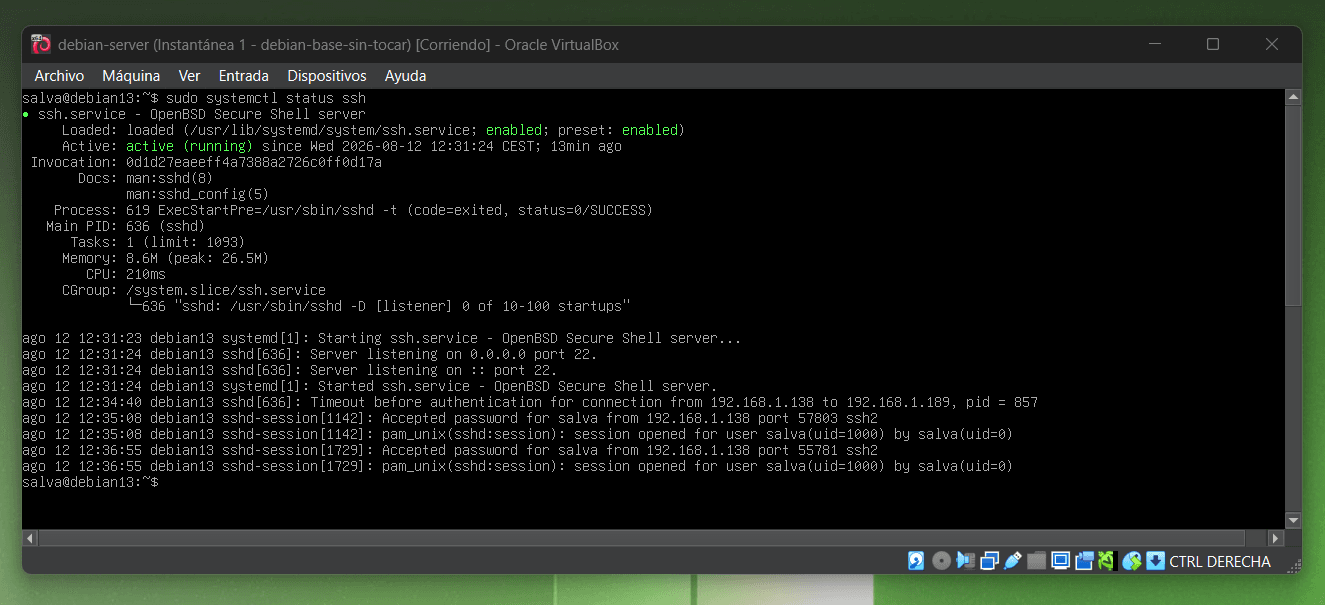 debian-server (Instantánea 1 - debian-base-sin-tocar) [Corriendo] - Oracle VirtualBox
Archivo Máquina Ver Entrada Dispositivos Ayuda
salva@debian13:~$ sudo systemctl status ssh
● ssh.service - OpenBSD Secure Shell server
     Loaded: loaded (/usr/lib/systemd/system/ssh.service; enabled; preset: enabled)
     Active: active (running) since Wed 2026-08-12 12:31:24 CEST; 13min ago
 Invocation: 0d1d27eaeeff4a7388a2726c0ff0d17a
       Docs: man:sshd(8)
             man:sshd_config(5)
    Process: 619 ExecStartPre=/usr/sbin/sshd -t (code=exited, status=0/SUCCESS)
   Main PID: 636 (sshd)
      Tasks: 1 (limit: 1093)
     Memory: 8.6M (peak: 26.5M)
        CPU: 210ms
     CGroup: /system.slice/ssh.service
             └─636 "sshd: /usr/sbin/sshd -D [listener] 0 of 10-100 startups"
ago 12 12:31:23 debian13 systemd[1]: Starting ssh.service - OpenBSD Secure Shell server...
ago 12 12:31:24 debian13 sshd[636]: Server listening on 0.0.0.0 port 22.
ago 12 12:31:24 debian13 sshd[636]: Server listening on :: port 22.
ago 12 12:31:24 debian13 systemd[1]: Started ssh.service - OpenBSD Secure Shell server.
ago 12 12:34:40 debian13 sshd[636]: Timeout before authentication for connection from 192.168.1.138 to 192.168.1.189, pid = 857
ago 12 12:35:08 debian13 sshd-session[1142]: Accepted password for salva from 192.168.1.138 port 57803 ssh2
ago 12 12:35:08 debian13 sshd-session[1142]: pam_unix(sshd:session): session opened for user salva(uid=1000) by salva(uid=0)
ago 12 12:36:55 debian13 sshd-session[1729]: Accepted password for salva from 192.168.1.138 port 55781 ssh2
ago 12 12:36:55 debian13 sshd-session[1729]: pam_unix(sshd:session): session opened for user salva(uid=1000) by salva(uid=0)
salva@debian13:~$
CTRL DERECHA